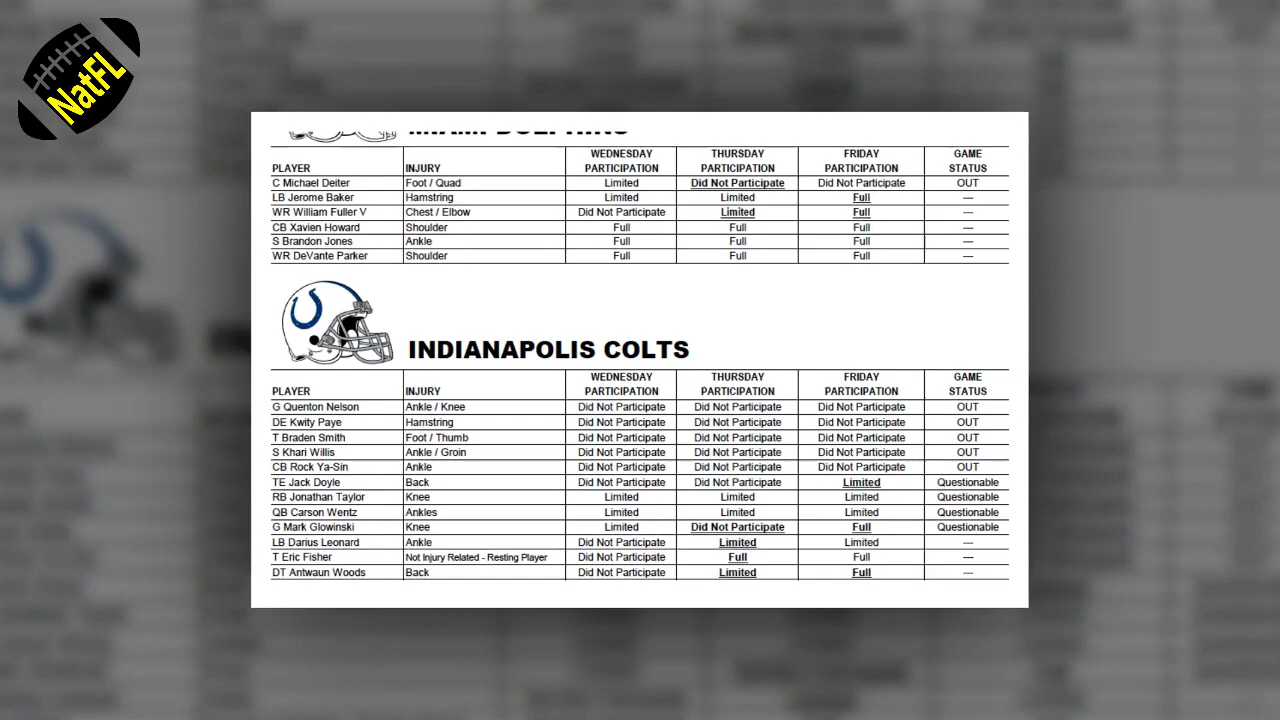 NatFL
MIAMI DOLPHINS
PLAYER INJURY WEDNESDAY PARTICIPATION THURSDAY PARTICIPATION FRIDAY PARTICIPATION GAME STATUS
C Michael Deiter Foot / Quad Limited Did Not Participate Did Not Participate OUT
LB Jerome Baker Hamstring Limited Limited Full ---
WR William Fuller V Chest / Elbow Did Not Participate Limited Full ---
CB Xavien Howard Shoulder Full Full Full ---
S Brandon Jones Ankle Full Full Full ---
WR DeVante Parker Shoulder Full Full Full ---
INDIANAPOLIS COLTS
PLAYER INJURY WEDNESDAY PARTICIPATION THURSDAY PARTICIPATION FRIDAY PARTICIPATION GAME STATUS
G Quenton Nelson Ankle / Knee Did Not Participate Did Not Participate Did Not Participate OUT
DE Kwity Paye Hamstring Did Not Participate Did Not Participate Did Not Participate OUT
T Braden Smith Foot / Thumb Did Not Participate Did Not Participate Did Not Participate OUT
S Khari Willis Ankle / Groin Did Not Participate Did Not Participate Did Not Participate OUT
CB Rock Ya-Sin Ankle Did Not Participate Did Not Participate Did Not Participate OUT
TE Jack Doyle Back Did Not Participate Did Not Participate Limited Questionable
RB Jonathan Taylor Knee Limited Limited Limited Questionable
QB Carson Wentz Ankles Limited Limited Limited Questionable
G Mark Glowinski Knee Limited Did Not Participate Full Questionable
LB Darius Leonard Ankle Did Not Participate Limited Limited ---
T Eric Fisher Not Injury Related - Resting Player Did Not Participate Full Full ---
DT Antwaun Woods Back Did Not Participate Limited Full ---